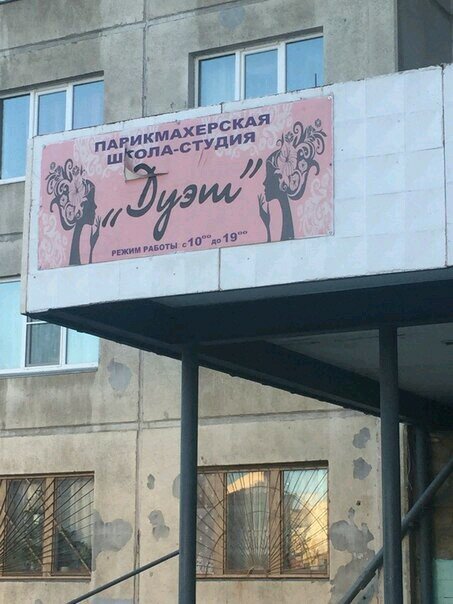 ПАРИКМАХЕРСКАЯ
ШКОЛА-СТУДИЯ
„Дуэт”
РЕЖИМ РАБОТЫ с 10⁰⁰ до 19⁰⁰